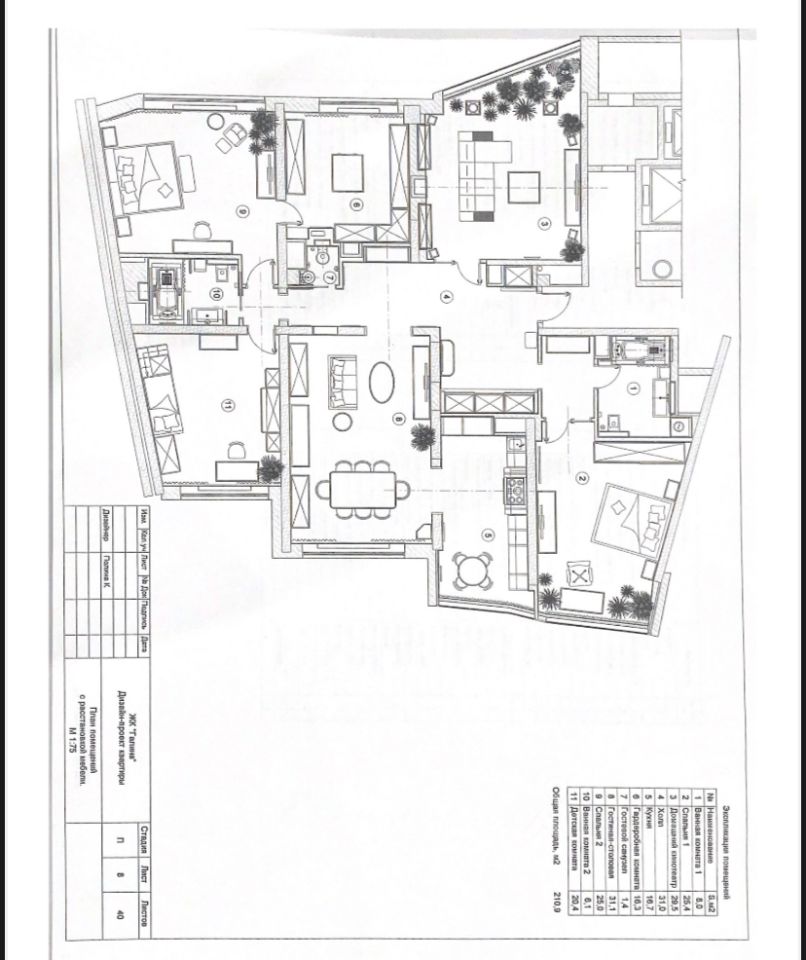 9
6
3
7
10
4
1
11
8
2
5
Экспликация помещений
№ Наименование S,м2
1 Ванная комната 1 8,0
2 Спальня 1 25,4
3 Домашний кинотеатр 29,5
4 Холл 31,0
5 Кухня 16,7
6 Гардеробная комната 16,3
7 Гостевой санузел 1,4
8 Гостиная-столовая 31,1
9 Спальня 2 25,0
10 Ванная комната 2 6,1
11 Детская комната 20,4
Общая площадь, м2 210,9
Изм. Кол.уч Лист № Док Подпись Дата
Дизайнер Полина К.
ЖК "Галина"
Дизайн-проект квартиры
План помещений
с расстановкой мебели.
М 1:75
Стадия Лист Листов
П 8 40